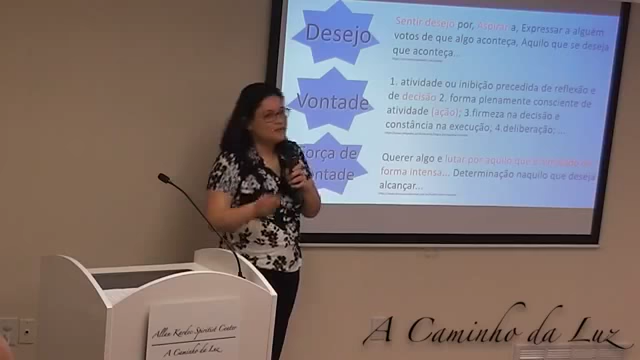 Desejo
Sentir desejo por, Aspirar a, Expressar a alguém
votos de que algo aconteça, Aquilo que se deseja
que aconteça...
Vontade
1. atividade ou inibição precedida de reflexão e
de decisão 2. forma plenamente consciente de
atividade (ação); 3.firmeza na decisão e
constância na execução; 4.deliberação; ...
Força de
vontade
Querer algo e lutar por aquilo que é
forma intensa... Determinação naquilo que deseja
alcançar...
Allan Kardec Spiritist Center
A Caminho da Luz
A Caminho da Luz